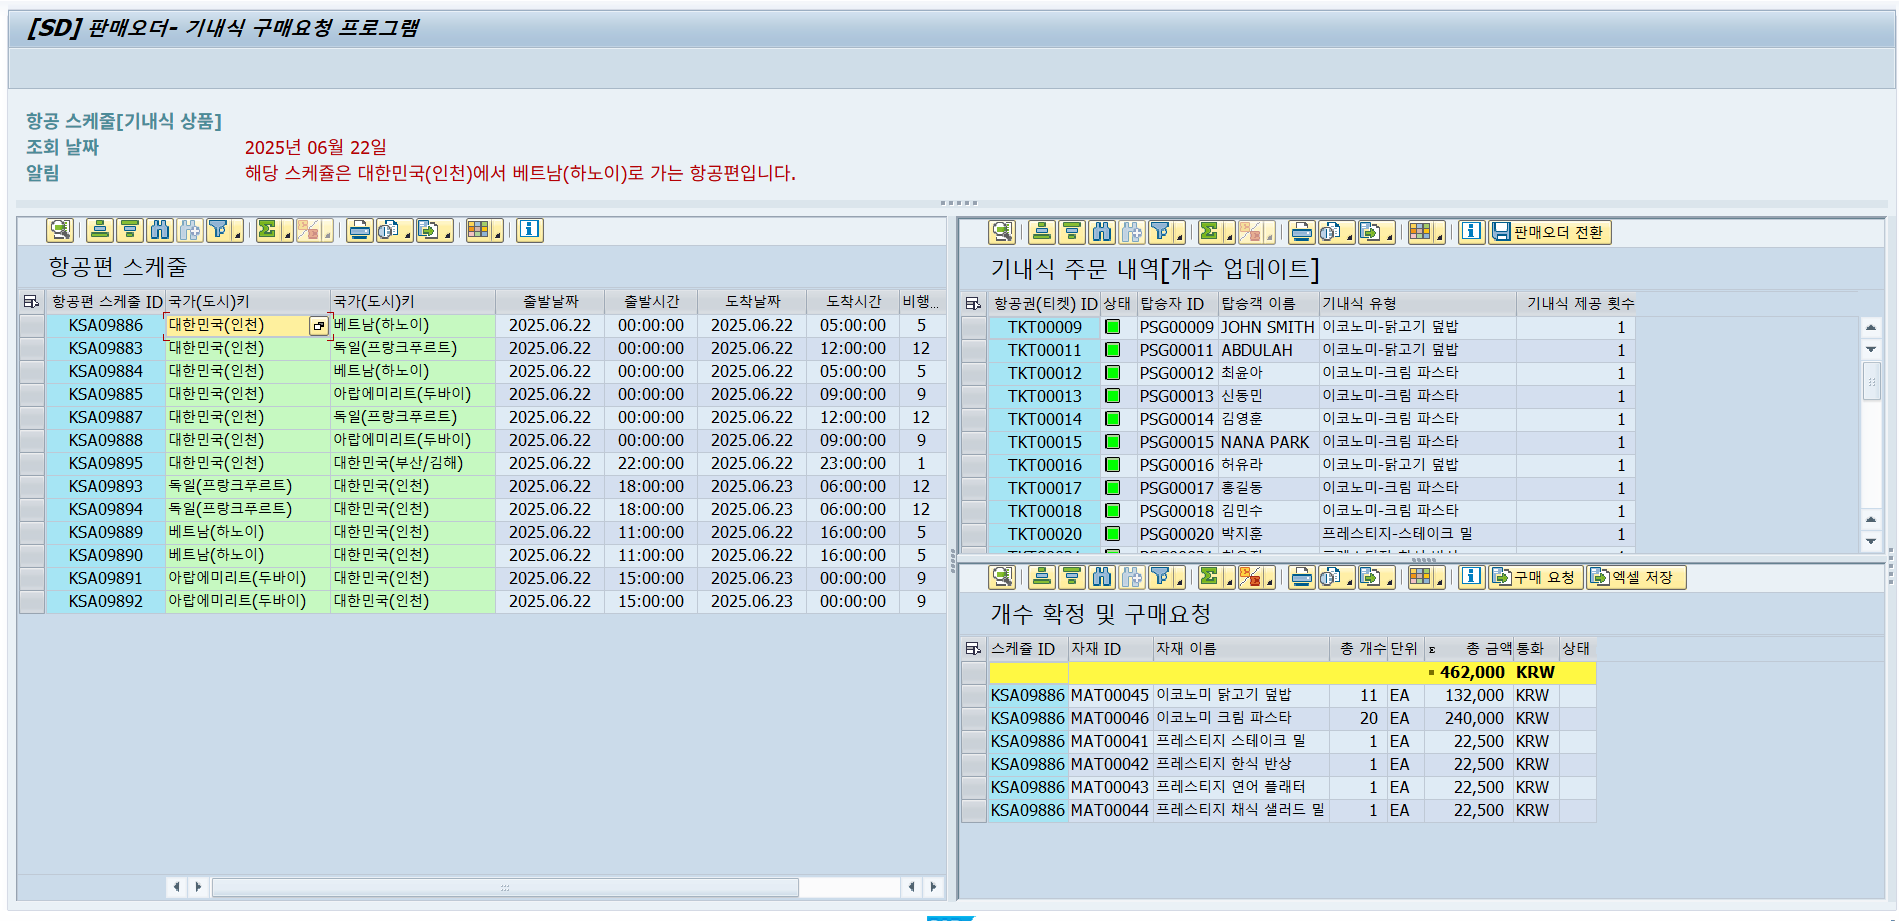 [SD] 판매오더- 기내식 구매요청 프로그램
항공 스케줄[기내식 상품]
조회 날짜 2025년 06월 22일
알림 해당 스케쥴은 대한민국(인천)에서 베트남(하노이)로 가는 항공편입니다.
항공편 스케줄
항공편 스케줄 ID 국가(도시)키 국가(도시)키 출발날짜 출발시간 도착날짜 도착시간 비행...
KSA09886 대한민국(인천) 베트남(하노이) 2025.06.22 00:00:00 2025.06.22 05:00:00 5
KSA09883 대한민국(인천) 독일(프랑크푸르트) 2025.06.22 00:00:00 2025.06.22 12:00:00 12
KSA09884 대한민국(인천) 베트남(하노이) 2025.06.22 00:00:00 2025.06.22 05:00:00 5
KSA09885 대한민국(인천) 아랍에미리트(두바이) 2025.06.22 00:00:00 2025.06.22 09:00:00 9
KSA09887 대한민국(인천) 독일(프랑크푸르트) 2025.06.22 00:00:00 2025.06.22 12:00:00 12
KSA09888 대한민국(인천) 아랍에미리트(두바이) 2025.06.22 00:00:00 2025.06.22 09:00:00 9
KSA09895 대한민국(인천) 대한민국(부산/김해) 2025.06.22 22:00:00 2025.06.22 23:00:00 1
KSA09893 독일(프랑크푸르트) 대한민국(인천) 2025.06.22 18:00:00 2025.06.23 06:00:00 12
KSA09894 독일(프랑크푸르트) 대한민국(인천) 2025.06.22 18:00:00 2025.06.23 06:00:00 12
KSA09889 베트남(하노이) 대한민국(인천) 2025.06.22 11:00:00 2025.06.22 16:00:00 5
KSA09890 베트남(하노이) 대한민국(인천) 2025.06.22 11:00:00 2025.06.22 16:00:00 5
KSA09891 아랍에미리트(두바이) 대한민국(인천) 2025.06.22 15:00:00 2025.06.23 00:00:00 9
KSA09892 아랍에미리트(두바이) 대한민국(인천) 2025.06.22 15:00:00 2025.06.23 00:00:00 9
판매오더 전환
기내식 주문 내역[개수 업데이트]
항공권(티켓) ID 상태 탑승자 ID 탑승객 이름 기내식 유형 기내식 제공 횟수
TKT00009 PSG00009 JOHN SMITH 이코노미-닭고기 덮밥 1
TKT00011 PSG00011 ABDULAH 이코노미-닭고기 덮밥 1
TKT00012 PSG00012 최윤아 이코노미-크림 파스타 1
TKT00013 PSG00013 신동민 이코노미-크림 파스타 1
TKT00014 PSG00014 김영훈 이코노미-크림 파스타 1
TKT00015 PSG00015 NANA PARK 이코노미-크림 파스타 1
TKT00016 PSG00016 허유라 이코노미-닭고기 덮밥 1
TKT00017 PSG00017 홍길동 이코노미-크림 파스타 1
TKT00018 PSG00018 김민수 이코노미-크림 파스타 1
TKT00020 PSG00020 박지훈 프레스티지-스테이크 밀 1
구매 요청 엑셀 저장
개수 확정 및 구매요청
스케쥴 ID 자재 ID 자재 이름 총 개수 단위 Σ 총 금액 통화 상태
462,000 KRW
KSA09886 MAT00045 이코노미 닭고기 덮밥 11 EA 132,000 KRW
KSA09886 MAT00046 이코노미 크림 파스타 20 EA 240,000 KRW
KSA09886 MAT00041 프레스티지 스테이크 밀 1 EA 22,500 KRW
KSA09886 MAT00042 프레스티지 한식 반상 1 EA 22,500 KRW
KSA09886 MAT00043 프레스티지 연어 플래터 1 EA 22,500 KRW
KSA09886 MAT00044 프레스티지 채식 샐러드 밀 1 EA 22,500 KRW